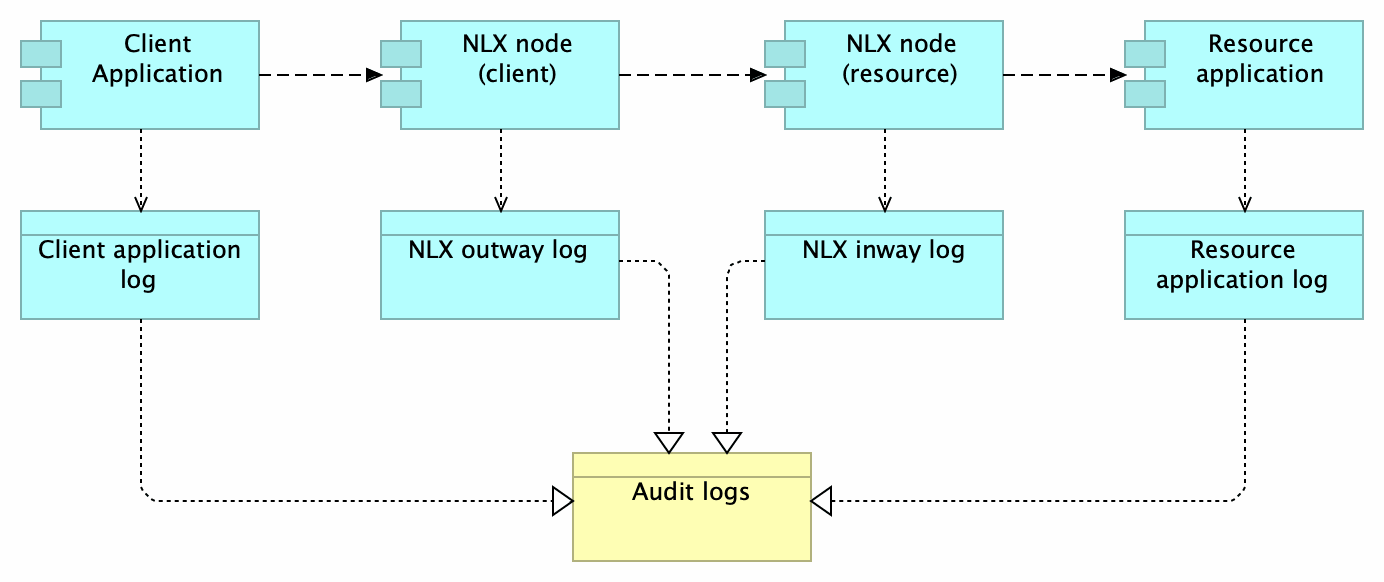 Client
Application
NLX node
(client)
NLX node
(resource)
Resource
application
Client application
log
NLX outway log
NLX inway log
Resource
application log
Audit logs